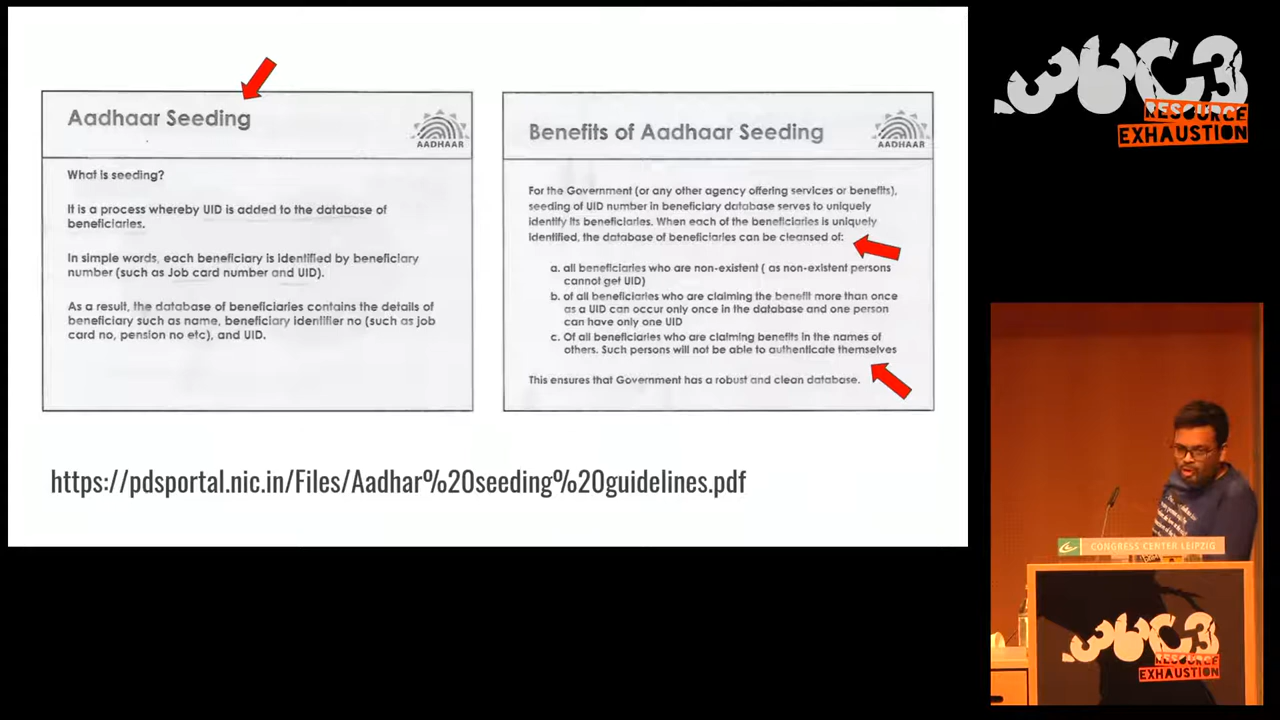 Aadhaar Seeding
AADHAAR
What is seeding?
It is a process whereby UID is added to the database of
beneficiaries.
In simple words, each beneficiary is identified by beneficiary
number (such as Job card number and UID).
As a result, the database of beneficiaries contains the details of
beneficiary such as name, beneficiary identifier no (such as job
card no, pension no etc), and UID.
Benefits of Aadhaar Seeding
AADHAAR
For the Government (or any other agency offering services or benefits),
seeding of UID number in beneficiary database serves to uniquely
identify its beneficiaries. When each of the beneficiaries is uniquely
identified, the database of beneficiaries can be cleansed of:
a. all beneficiaries who are non-existent ( as non-existent persons
cannot get UID)
b. of all beneficiaries who are claiming the benefit more than once
as a UID can occur only once in the database and one person
can have only one UID
c. Of all beneficiaries who are claiming benefits in the names of
others. Such persons will not be able to authenticate themselves
This ensures that Government has a robust and clean database.
https://pdsportal.nic.in/Files/Aadhar%20seeding%20guidelines.pdf
36C3
RESOURCE
EXHAUSTION
CONGRESS CENTER LEIPZIG
36C3
RESOURCE
EXHAUSTION